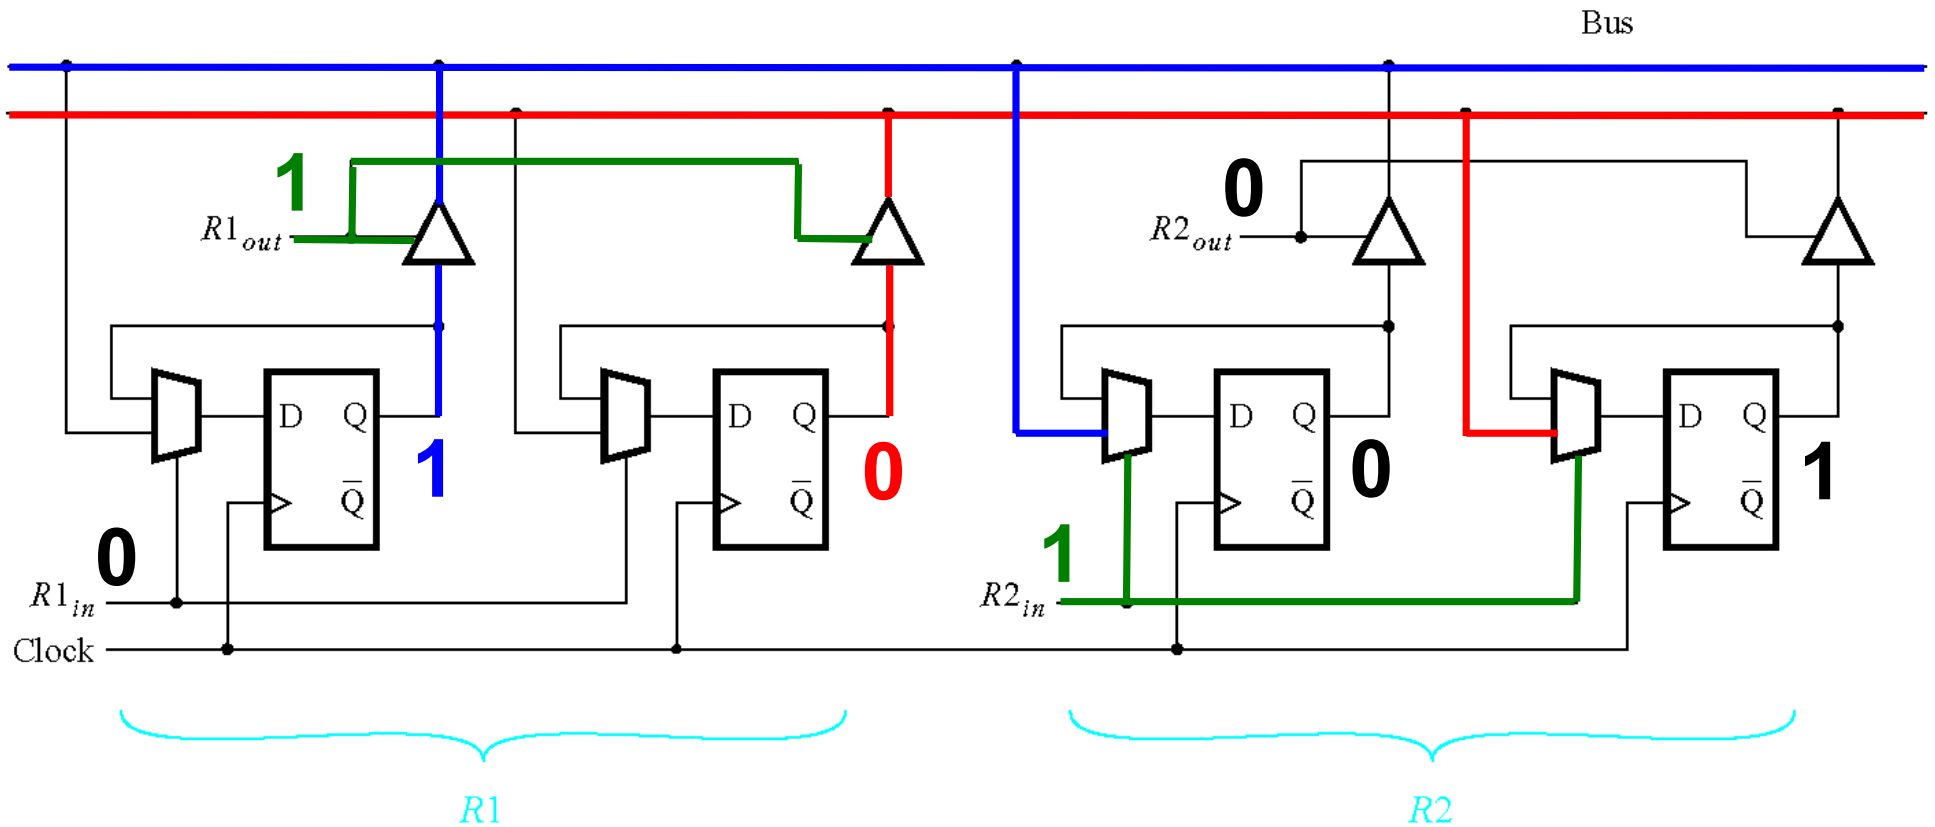 Bus
1
0
R1out
R2out
D Q
D Q
D Q
D Q
1
0
0
1
Q̅
Q̅
Q̅
Q̅
0
1
R1in
R2in
Clock
R1
R2